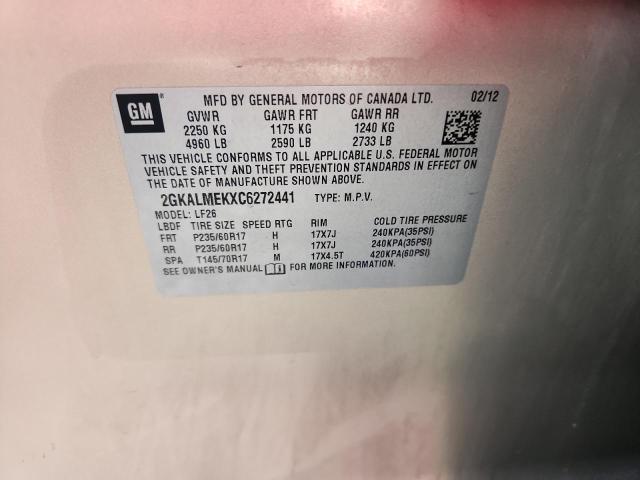 GM ® MFD BY GENERAL MOTORS OF CANADA LTD. 02/12
GVWR GAWR FRT GAWR RR
2250 KG 1175 KG 1240 KG
4960 LB 2590 LB 2733 LB
THIS VEHICLE CONFORMS TO ALL APPLICABLE U.S. FEDERAL MOTOR
VEHICLE SAFETY AND THEFT PREVENTION STANDARDS IN EFFECT ON
THE DATE OF MANUFACTURE SHOWN ABOVE.
2GKALMEKXC6272441 TYPE: M.P.V.
MODEL: LF26
LBDF TIRE SIZE SPEED RTG RIM COLD TIRE PRESSURE
FRT P235/60R17 H 17X7J 240KPA(35PSI)
RR P235/60R17 H 17X7J 240KPA(35PSI)
SPA T145/70R17 M 17X4.5T 420KPA(60PSI)
SEE OWNER'S MANUAL FOR MORE INFORMATION.